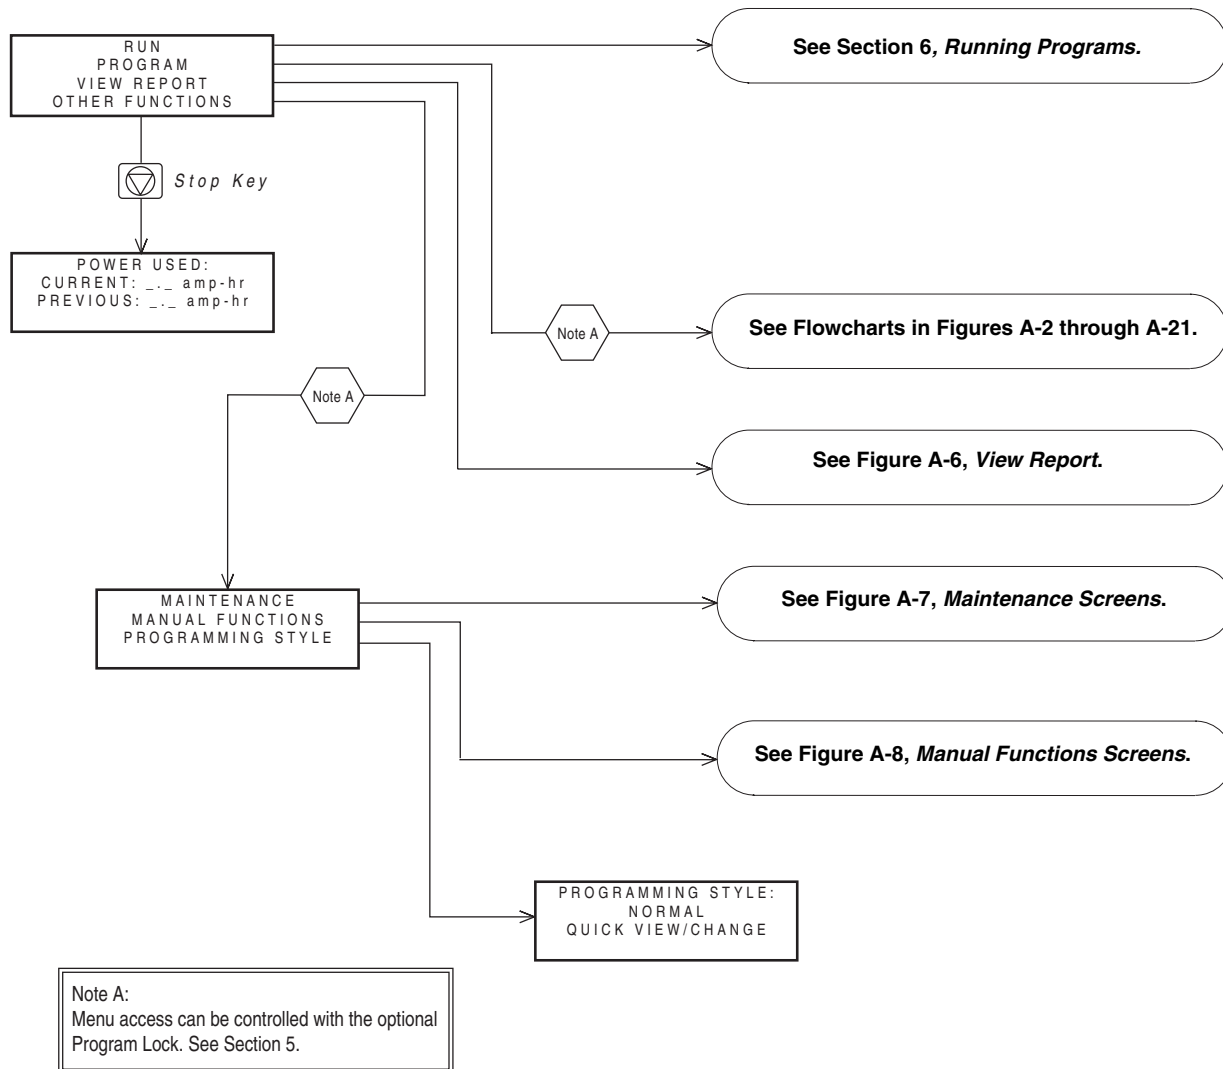 RUN
PROGRAM
VIEW REPORT
OTHER FUNCTIONS
See Section 6, Running Programs.
Stop Key
POWER USED:
CURRENT: _._ amp-hr
PREVIOUS: _._ amp-hr
Note A
See Flowcharts in Figures A-2 through A-21.
Note A
See Figure A-6, View Report.
MAINTENANCE
MANUAL FUNCTIONS
PROGRAMMING STYLE
See Figure A-7, Maintenance Screens.
See Figure A-8, Manual Functions Screens.
PROGRAMMING STYLE:
NORMAL
QUICK VIEW/CHANGE
Note A:
Menu access can be controlled with the optional
Program Lock. See Section 5.